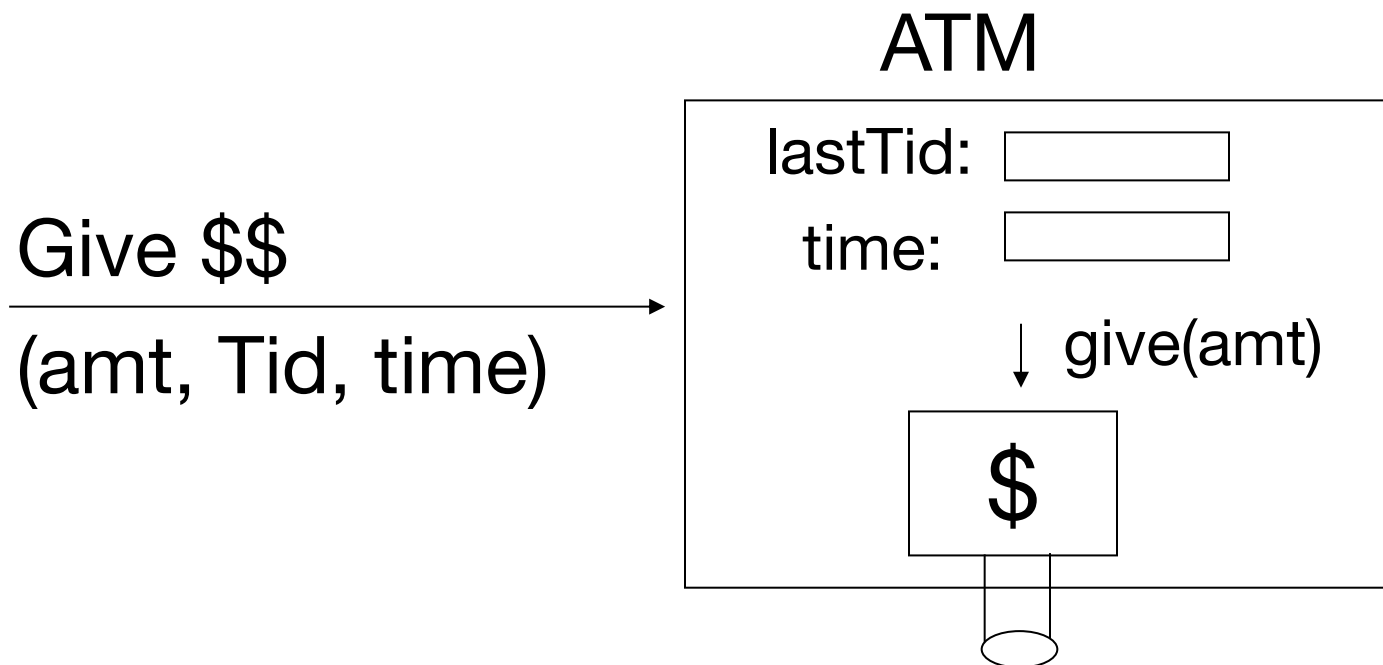 ATM
lastTid:
Give $$
time:
(amt, Tid, time)
give(amt)
$